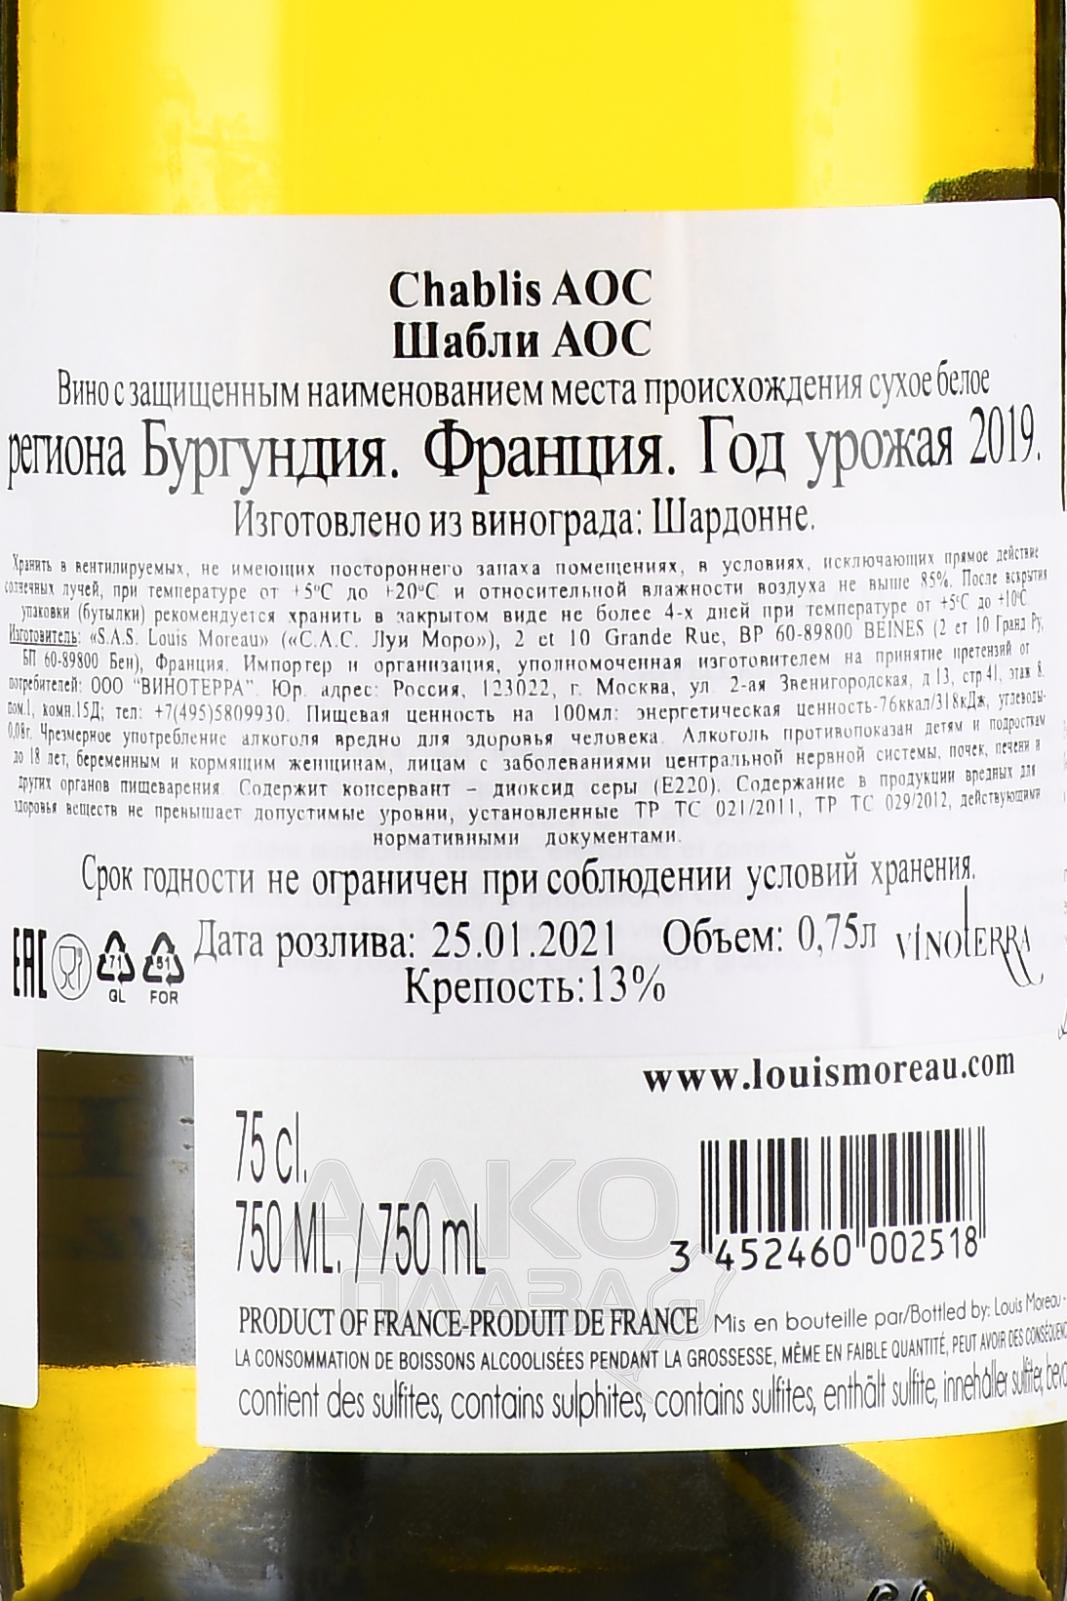 Chablis AOC
Шабли АОС
Вино с защищенным наименованием места происхождения сухое белое
региона Бургундия. Франция. Год урожая 2019.
Изготовлено из винограда: Шардонне.
Хранить в вентилируемых, не имеющих постороннего запаха помещениях, в условиях, исключающих прямое действие
солнечных лучей, при температуре от +5°С до +20°С и относительной влажности воздуха не выше 85%. После вскрытия
упаковки (бутылки) рекомендуется хранить в закрытом виде не более 4-х дней при температуре от +5°С до +10°С.
Изготовитель: «S.A.S. Louis Moreau» («С.А.С. Луи Моро»), 2 et 10 Grande Rue, BP 60-89800 BEINES (2 ет 10 Гранд Ру,
БП 60-89800 Бен), Франция. Импортер и организация, уполномоченная изготовителем на принятие претензий от
потребителей: ООО "ВИНОТЕРРА". Юр. адрес: Россия, 123022, г. Москва, ул. 2-ая Звенигородская, д.13, стр.41, этаж 8,
пом.1, комн.15Д; тел: +7(495)5809930. Пищевая ценность на 100мл: энергетическая ценность-76ккал/318кДж, углеводы-
0,08г. Чрезмерное употребление алкоголя вредно для здоровья человека. Алкоголь противопоказан детям и подросткам
до 18 лет, беременным и кормящим женщинам, лицам с заболеваниями центральной нервной системы, почек, печени и
других органов пищеварения. Содержит консервант – диоксид серы (Е220). Содержание в продукции вредных для
здоровья веществ не превышает допустимые уровни, установленные ТР ТС 021/2011, ТР ТС 029/2012, действующими
нормативными документами.
Срок годности не ограничен при соблюдении условий хранения.
EAC 71 GL 51 FOR Дата розлива: 25.01.2021 Объем: 0,75л VINOTERRA
Крепость:13%
www.louismoreau.com
75 cl.
750 ML. / 750 mL
3 452460 002518
АЛКО
ПЛАЗА.ру
PRODUCT OF FRANCE-PRODUIT DE FRANCE Mis en bouteille par/Bottled by: Louis Moreau -
LA CONSOMMATION DE BOISSONS ALCOOLISÉES PENDANT LA GROSSESSE, MÊME EN FAIBLE QUANTITÉ, PEUT AVOIR DES
contient des sulfites, contains sulphites, contains sulfites, enthält sulfite, innehåller sulfiter,